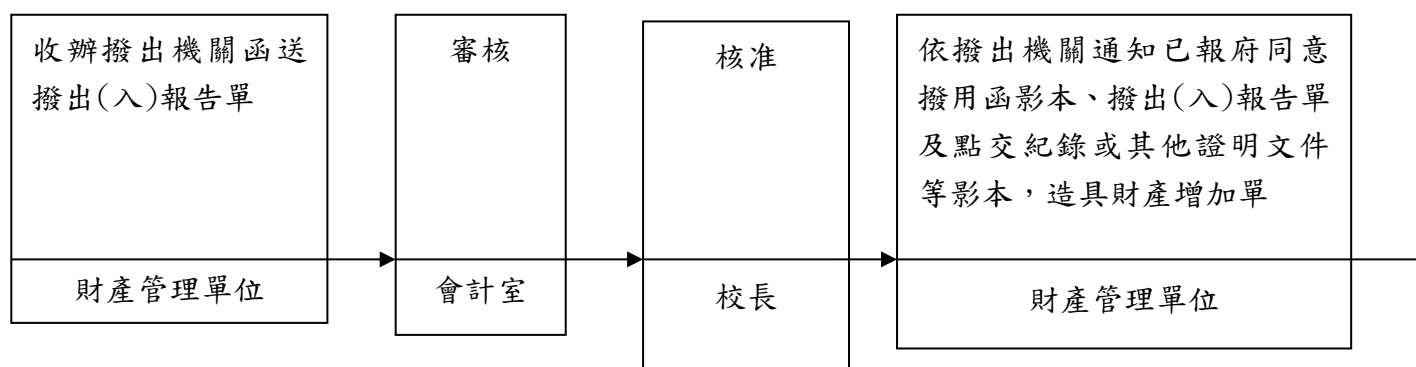 收辦撥出機關函送
撥出(入)報告單
財產管理單位
審核
會計室
核准
校長
依撥出機關通知已報府同意
撥用函影本、撥出(入)報告單
及點交紀錄或其他證明文件
等影本，造具財產增加單
財產管理單位